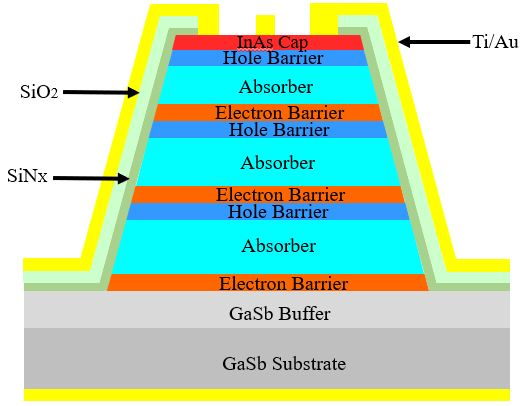 InAs Cap
Ti/Au
Hole Barrier
Absorber
SiO2
Electron Barrier
Hole Barrier
Absorber
SiNx
Electron Barrier
Hole Barrier
Absorber
Electron Barrier
GaSb Buffer
GaSb Substrate